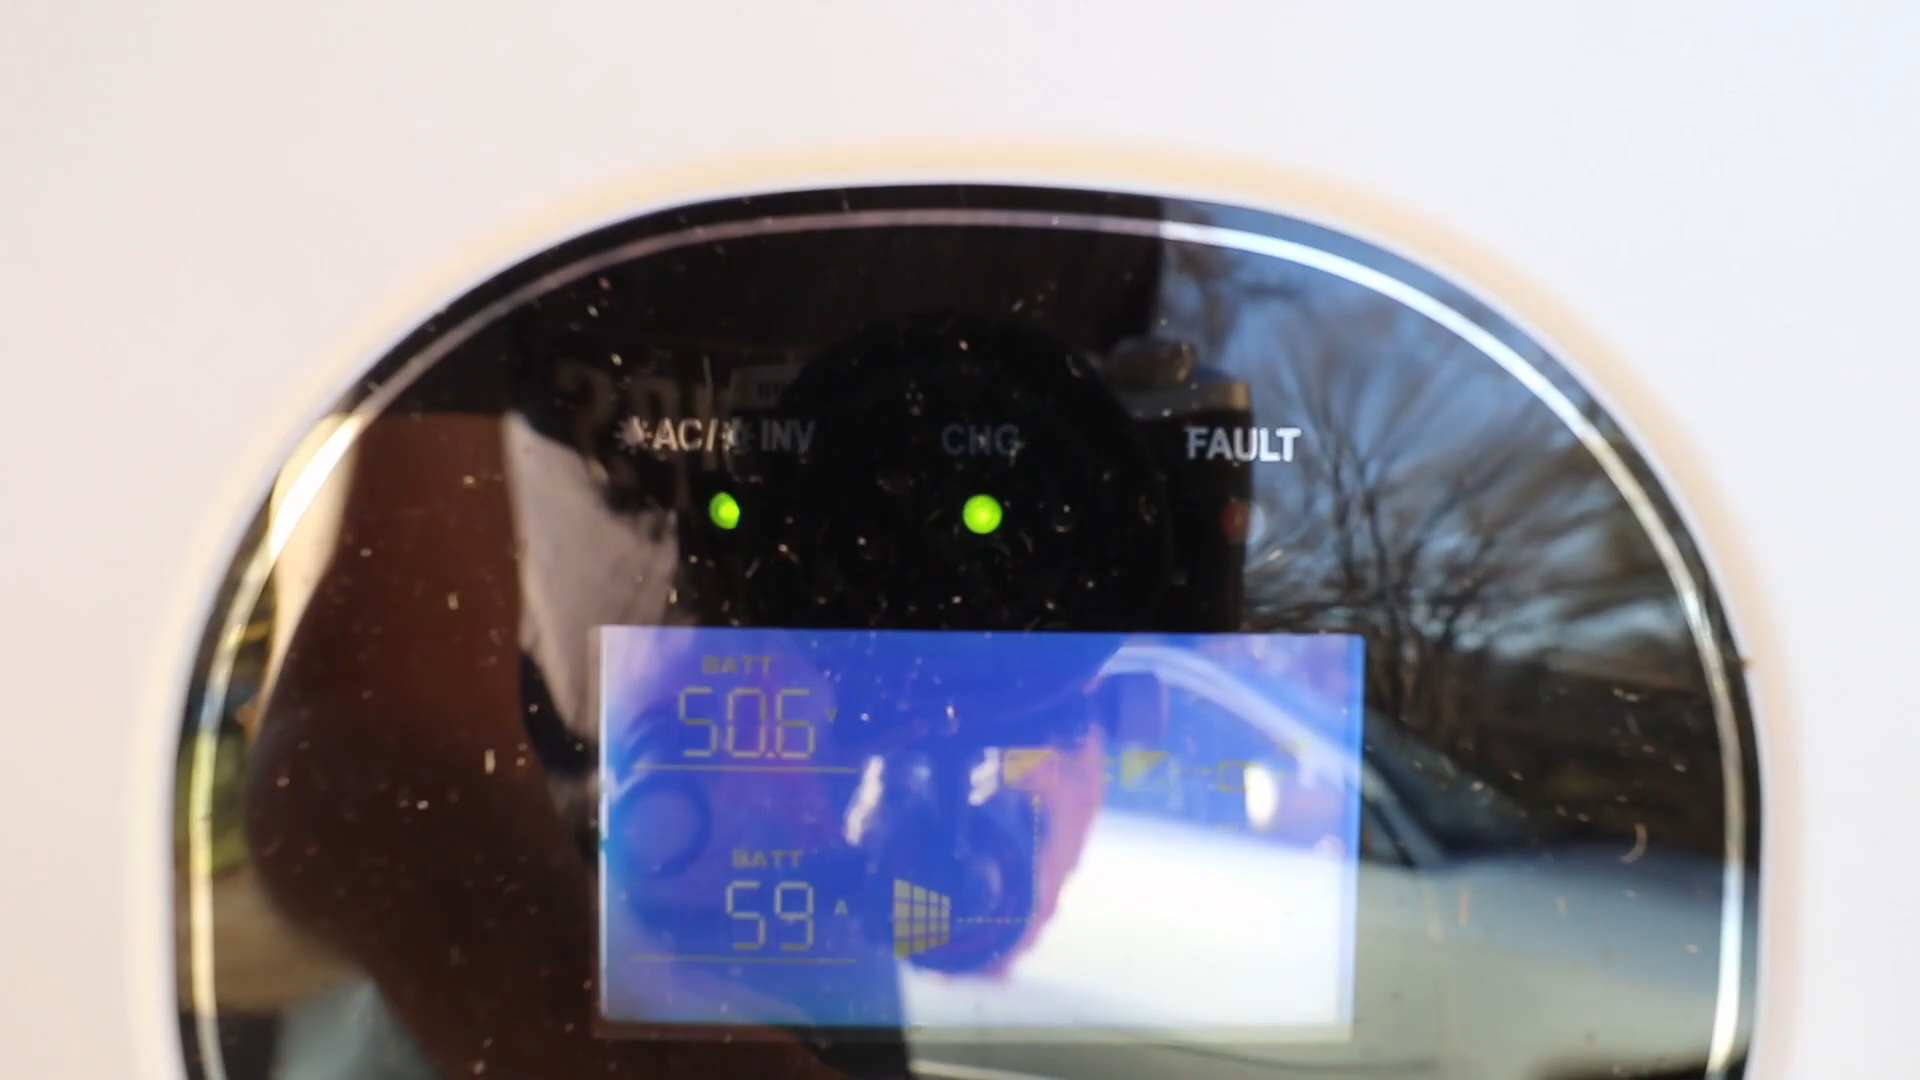 AC/ INV CHG FAULT
BATT
50.6 V
BATT
59 A